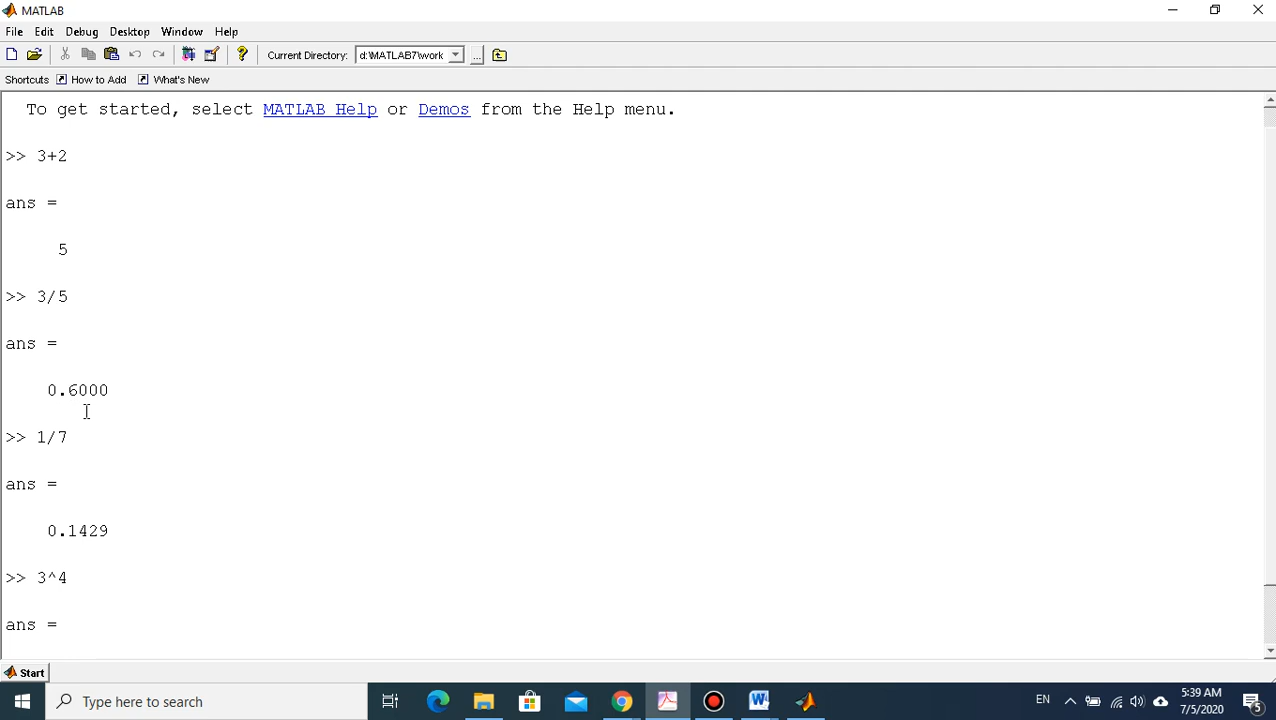 MATLAB
File Edit Debug Desktop Window Help
Current Directory: d:\MATLAB7\work ...
Shortcuts How to Add What's New
To get started, select MATLAB Help or Demos from the Help menu.
>> 3+2
ans =
5
>> 3/5
ans =
0.6000
>> 1/7
ans =
0.1429
>> 3^4
ans =
Start
Type here to search
EN
5:39 AM
7/5/2020
5